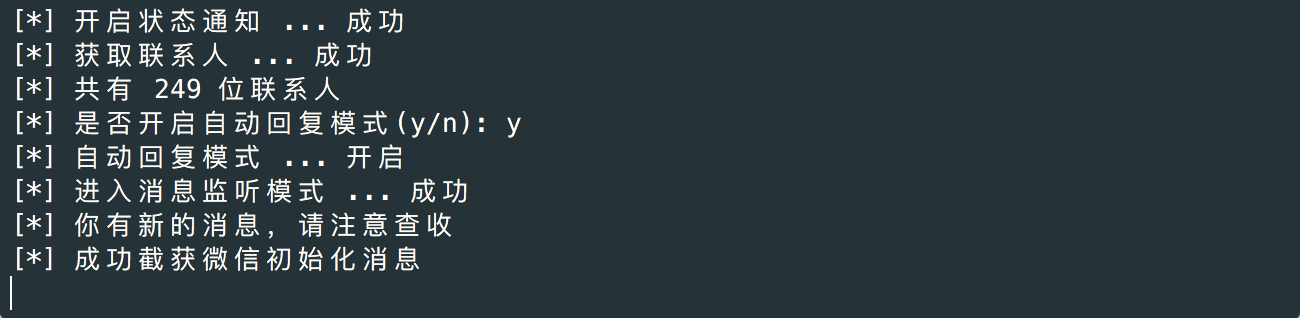 [*] 开启状态通知 ... 成功
[*] 获取联系人 ... 成功
[*] 共有 249 位联系人
[*] 是否开启自动回复模式(y/n): y
[*] 自动回复模式 ... 开启
[*] 进入消息监听模式 ... 成功
[*] 你有新的消息，请注意查收
[*] 成功截获微信初始化消息